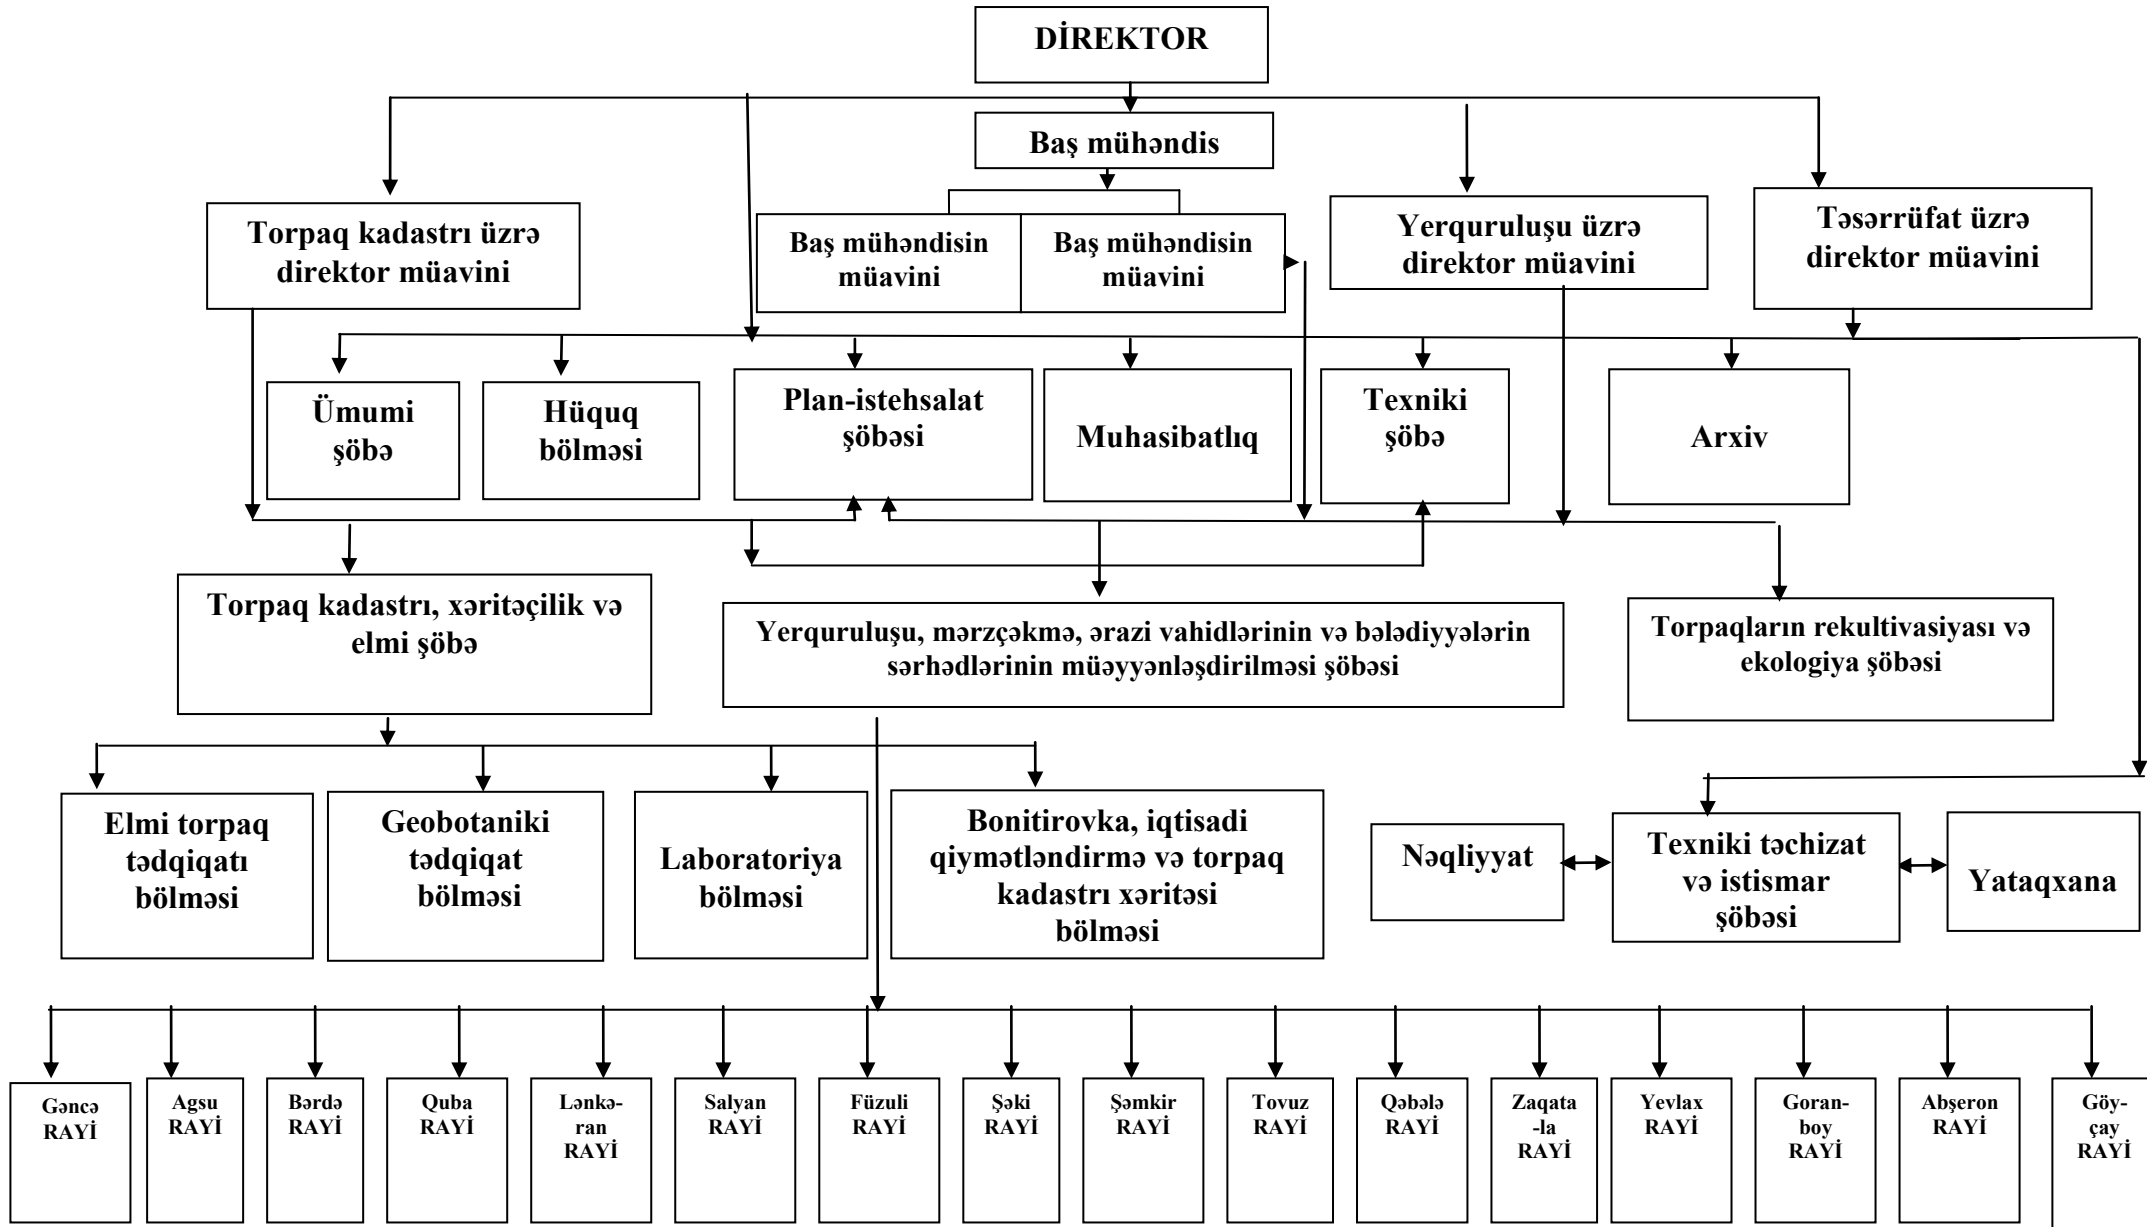 DİREKTOR
Baş mühəndis
Torpaq kadastrı üzrə
direktor müavini
Baş mühəndisin
müavini
Baş mühəndisin
müavini
Yerquruluşu üzrə
direktor müavini
Təsərrüfat üzrə
direktor müavini
Ümumi
şöbə
Hüquq
bölməsi
Plan-istehsalat
şöbəsi
Muhasibatlıq
Texniki
şöbə
Arxiv
Torpaq kadastrı, xəritəçilik və
elmi şöbə
Yerquruluşu, mərzçəkmə, ərazi vahidlərinin və bələdiyyələrin
sərhədlərinin müəyyənləşdirilməsi şöbəsi
Torpaqların rekultivasiyası və
ekologiya şöbəsi
Elmi torpaq
tədqiqatı
bölməsi
Geobotaniki
tədqiqat
bölməsi
Laboratoriya
bölməsi
Bonitirovka, iqtisadi
qiymətləndirmə və torpaq
kadastrı xəritəsi
bölməsi
Nəqliyyat
Texniki təchizat
və istismar
şöbəsi
Yataqxana
Gəncə
RAYİ
Agsu
RAYİ
Bərdə
RAYİ
Quba
RAYİ
Lənkə-
ran
RAYİ
Salyan
RAYİ
Füzuli
RAYİ
Şəki
RAYİ
Şəmkir
RAYİ
Tovuz
RAYİ
Qəbələ
RAYİ
Zaqata
-la
RAYİ
Yevlax
RAYİ
Goran-
boy
RAYİ
Abşeron
RAYİ
Göy-
çay
RAYİ